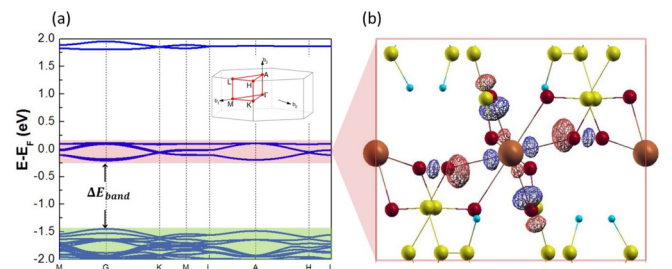 (a)
(b)
E-E_F (eV)
2.0
1.5
1.0
0.5
0.0
-0.5
-1.0
-1.5
-2.0
ΔE_band
A
L
H
Γ
M
K
M G K M L A H L